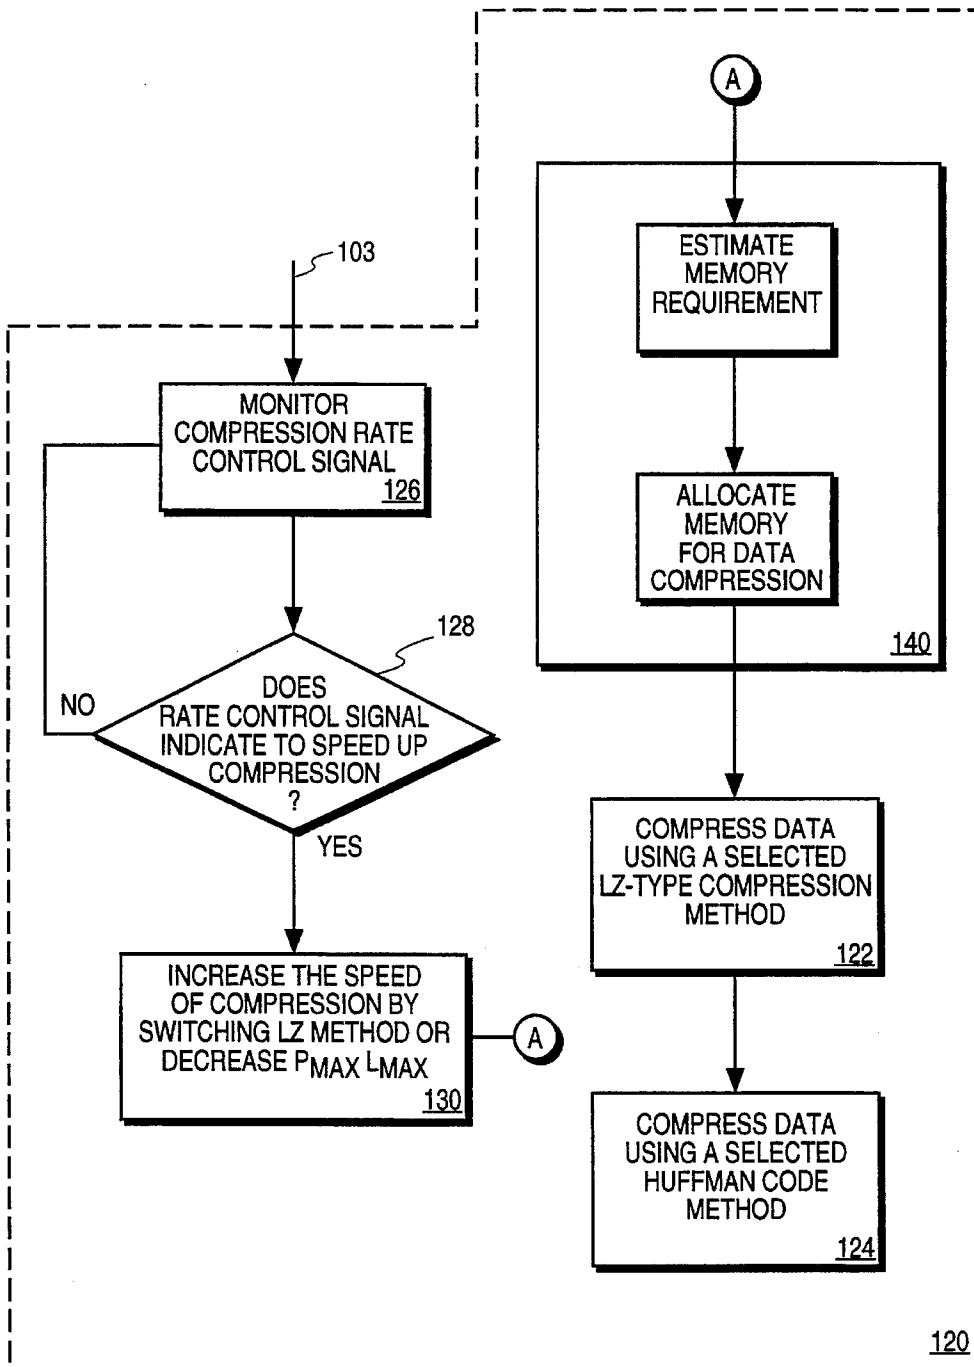 103
MONITOR
COMPRESSION RATE
CONTROL SIGNAL
126
128
DOES
RATE CONTROL SIGNAL
INDICATE TO SPEED UP
COMPRESSION
?
NO
YES
INCREASE THE SPEED
OF COMPRESSION BY
SWITCHING LZ METHOD OR
DECREASE PMAX LMAX
130
A
A
ESTIMATE
MEMORY
REQUIREMENT
ALLOCATE
MEMORY
FOR DATA
COMPRESSION
140
COMPRESS DATA
USING A SELECTED
LZ-TYPE COMPRESSION
METHOD
122
COMPRESS DATA
USING A SELECTED
HUFFMAN CODE
METHOD
124
120